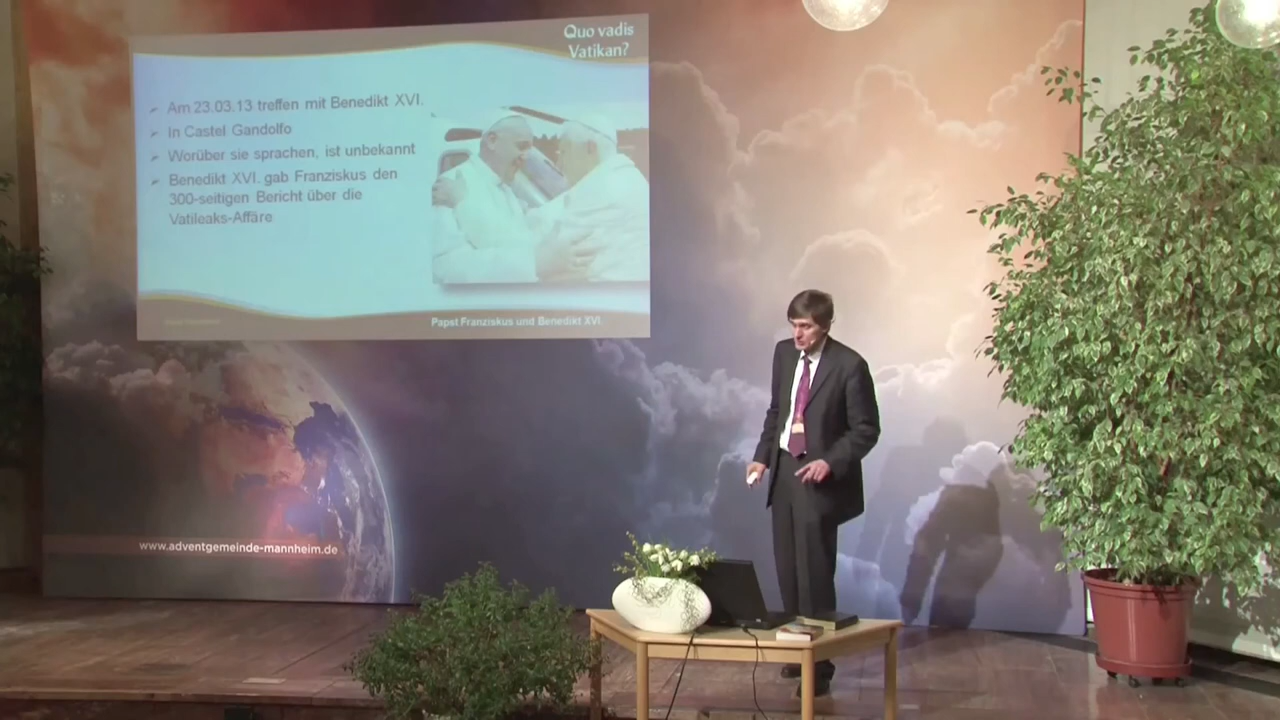 Quo vadis
Vatikan?
Am 23.03.13 treffen mit Benedikt XVI.
In Castel Gandolfo
Worüber sie sprachen, ist unbekannt
Benedikt XVI. gab Franziskus den
300-seitigen Bericht über die
Vatileaks-Affäre
Papst Franziskus und Benedikt XVI.
www.adventgemeinde-mannheim.de